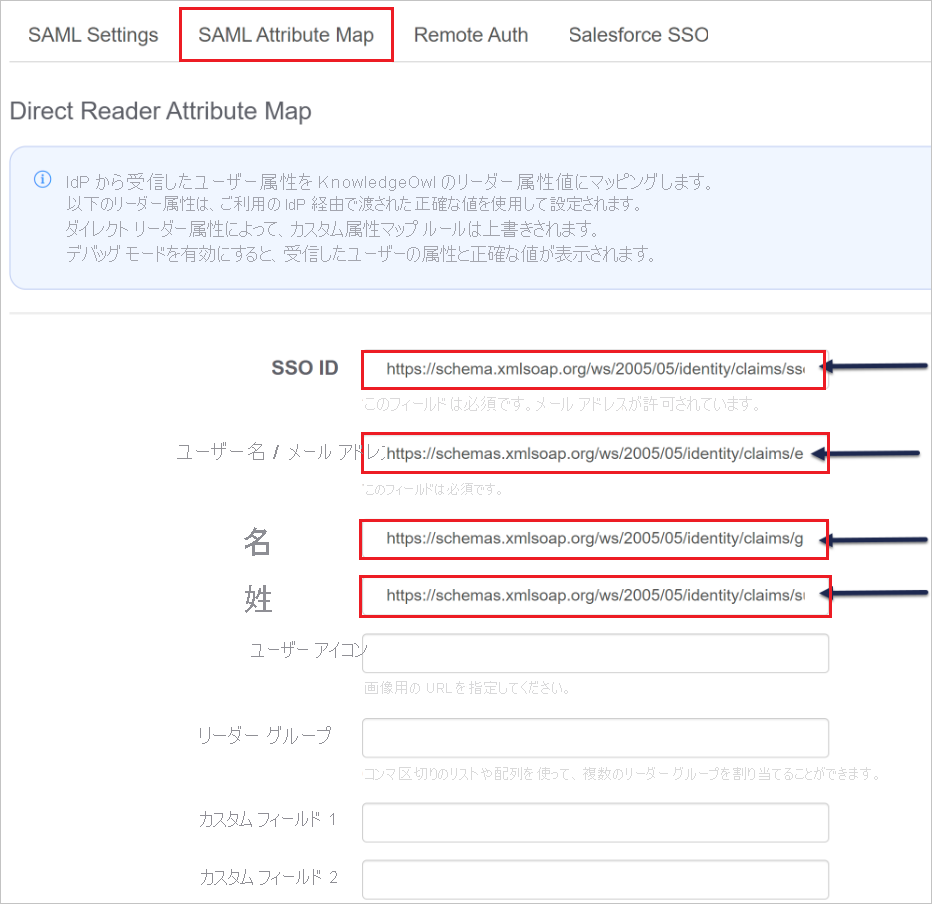 SAML Settings SAML Attribute Map Remote Auth Salesforce SSO
Direct Reader Attribute Map
IdP から受信したユーザー属性を KnowledgeOwl のリーダー属性値にマッピングします。
以下のリーダー属性は、ご利用の IdP 経由で渡された正確な値を使用して設定されます。
ダイレクト リーダー属性によって、カスタム属性マップ ルールは上書きされます。
デバッグ モードを有効にすると、受信したユーザーの属性と正確な値が表示されます。
SSO ID https://schema.xmlsoap.org/ws/2005/05/identity/claims/sso
このフィールドは必須です。メール アドレスが許可されています。
ユーザー名 / メール アドレス https://schemas.xmlsoap.org/ws/2005/05/identity/claims/e
このフィールドは必須です。
名 https://schemas.xmlsoap.org/ws/2005/05/identity/claims/g
姓 https://schemas.xmlsoap.org/ws/2005/05/identity/claims/su
ユーザー アイコン
画像用の URL を指定してください。
リーダー グループ
コンマ区切りのリストや配列を使って、複数のリーダー グループを割り当てることができます。
カスタム フィールド 1
カスタム フィールド 2